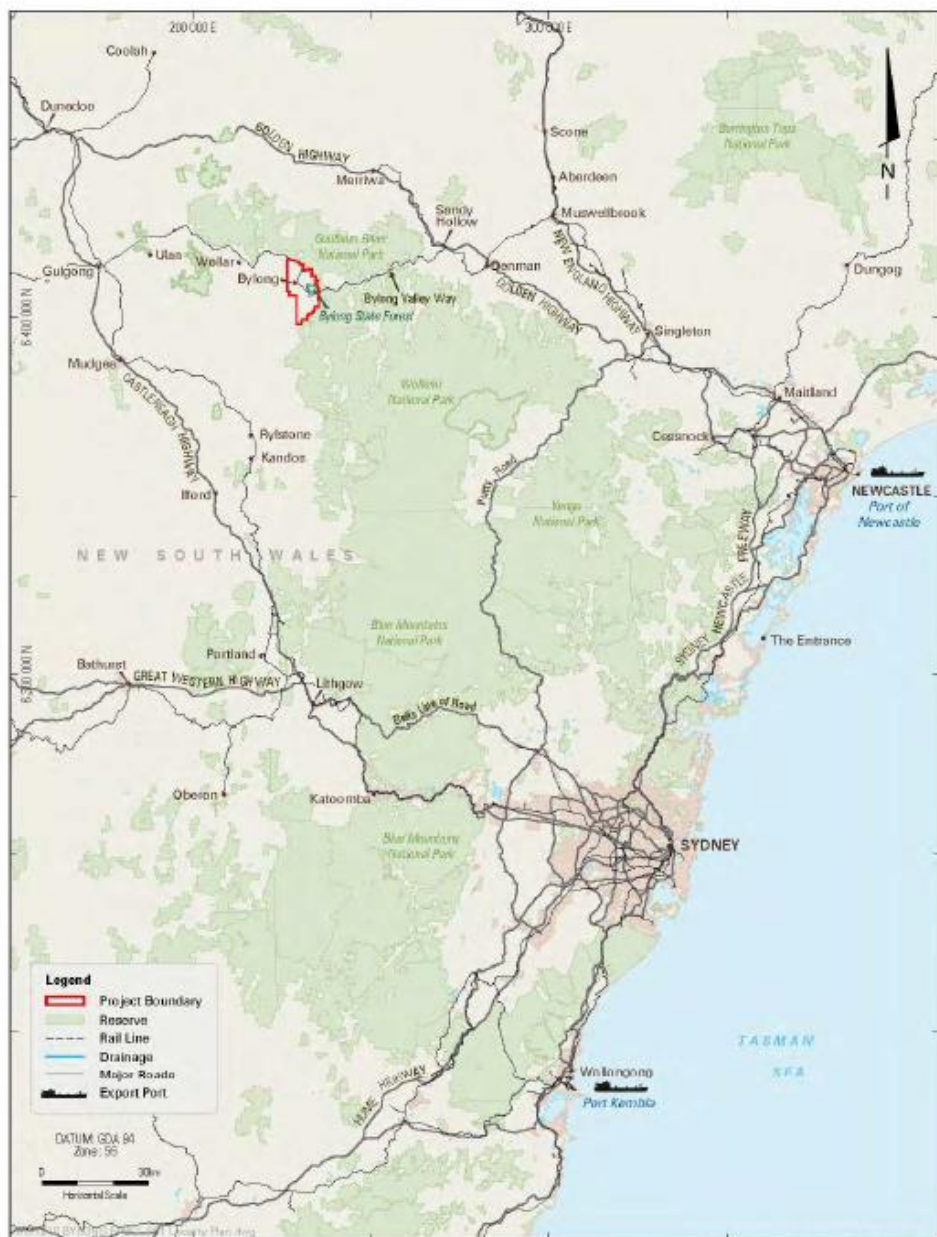 200 000 E
300 000 E
Coolah
Dunedoo
GOLDEN HIGHWAY
Scone
Barrington Tops
National Park
N
Merriwa
Aberdeen
Sandy
Hollow
Muswellbrook
Goulburn River
National Park
Ulan
Wollar
Gulgong
Bylong
Denman
NEW ENGLAND HIGHWAY
Dungog
Bylong Valley Way
GOLDEN HIGHWAY
Bylong State Forest
6 400 000 N
Singleton
Mudgee
CASTLEREAGH HIGHWAY
Wollemi
National Park
Maitland
Rylstone
Cessnock
Kandos
Putty Road
Ilford
NEWCASTLE
Port of
Newcastle
Yengo
National Park
NEW SOUTH WALES
SYDNEY NEWCASTLE FREEWAY
Blue Mountains
National Park
The Entrance
Portland
Bathurst
GREAT WESTERN HIGHWAY
Lithgow
6 300 000 N
Bells Line of Road
Oberon
Katoomba
Blue Mountains
National Park
SYDNEY
Legend
Project Boundary
Reserve
Rail Line
Drainage
Major Roads
Export Port
TASMAN
SEA
HUME HIGHWAY
Wollongong
Port Kembla
DATUM: GDA 94
Zone: 56
0 30km
Horizontal Scale